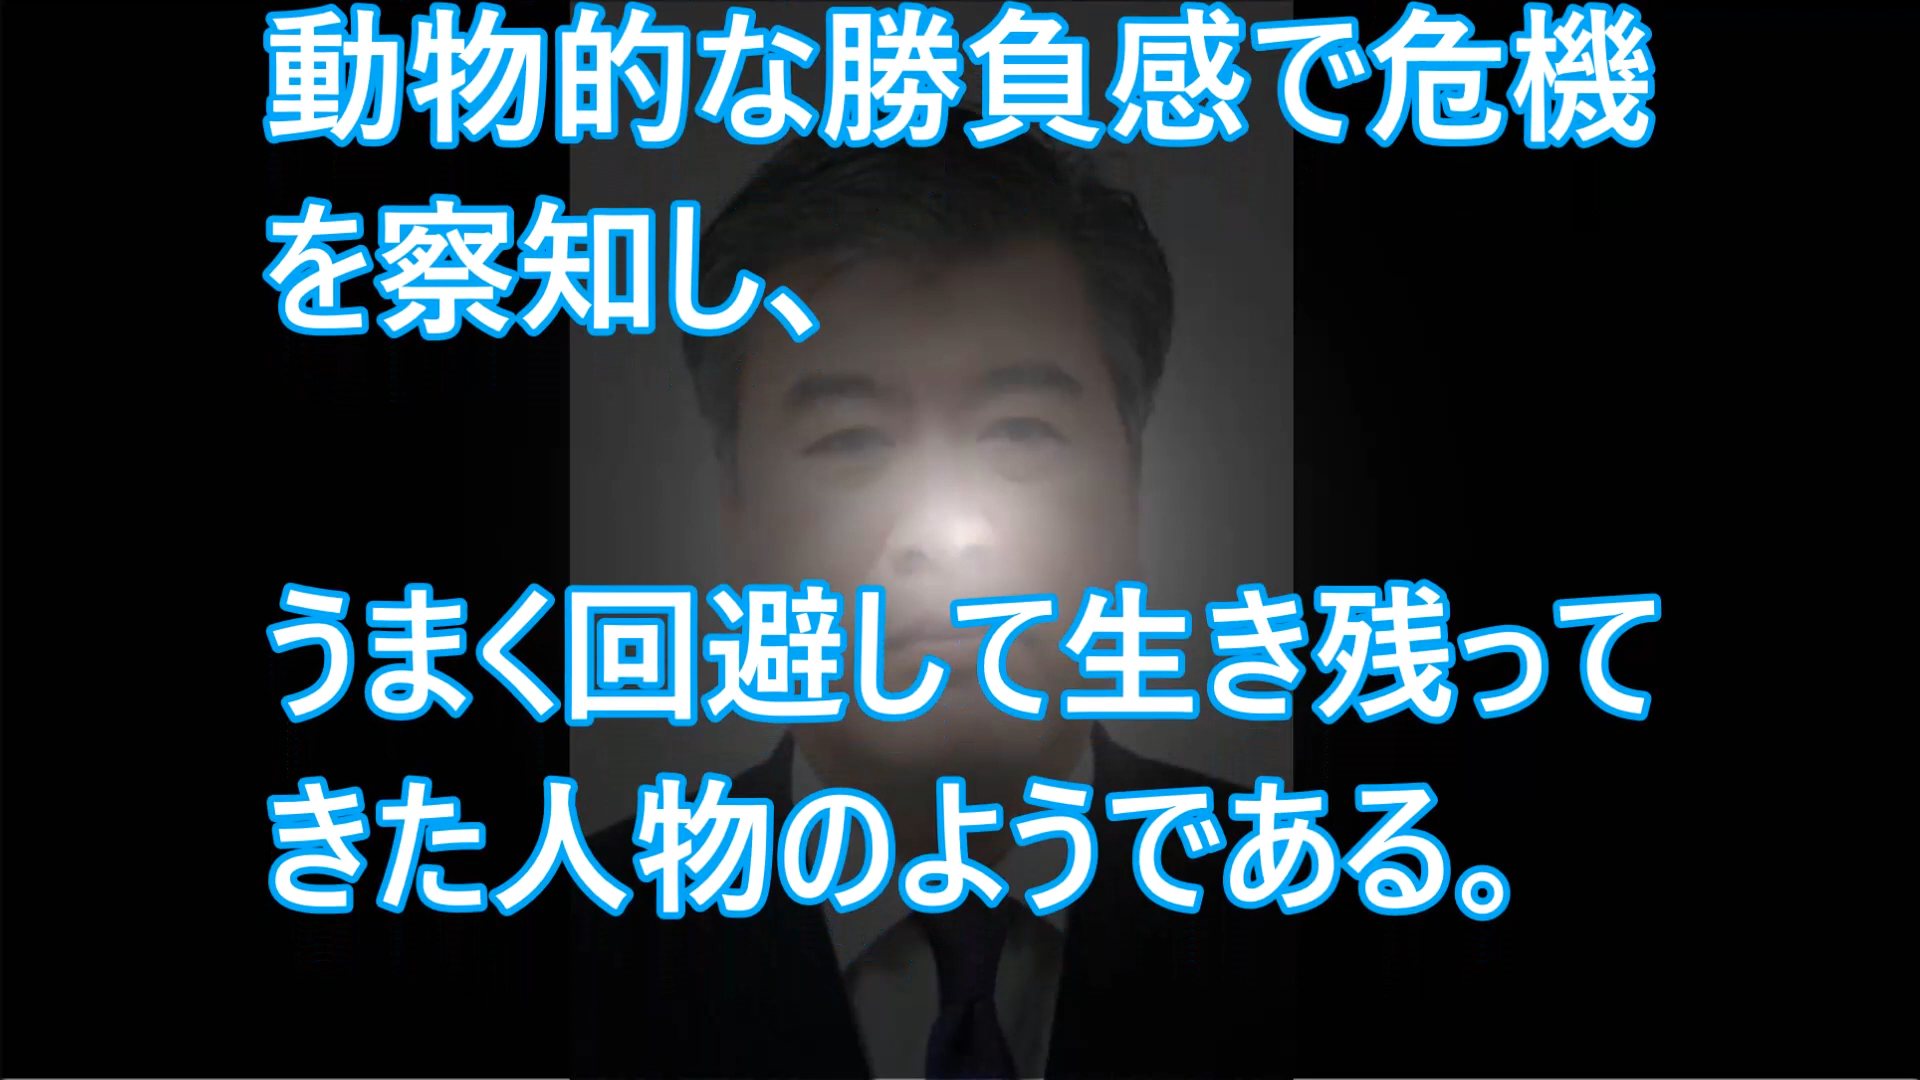 動物的な勝負感で危機
を察知し、
うまく回避して生き残って
きた人物のようである。